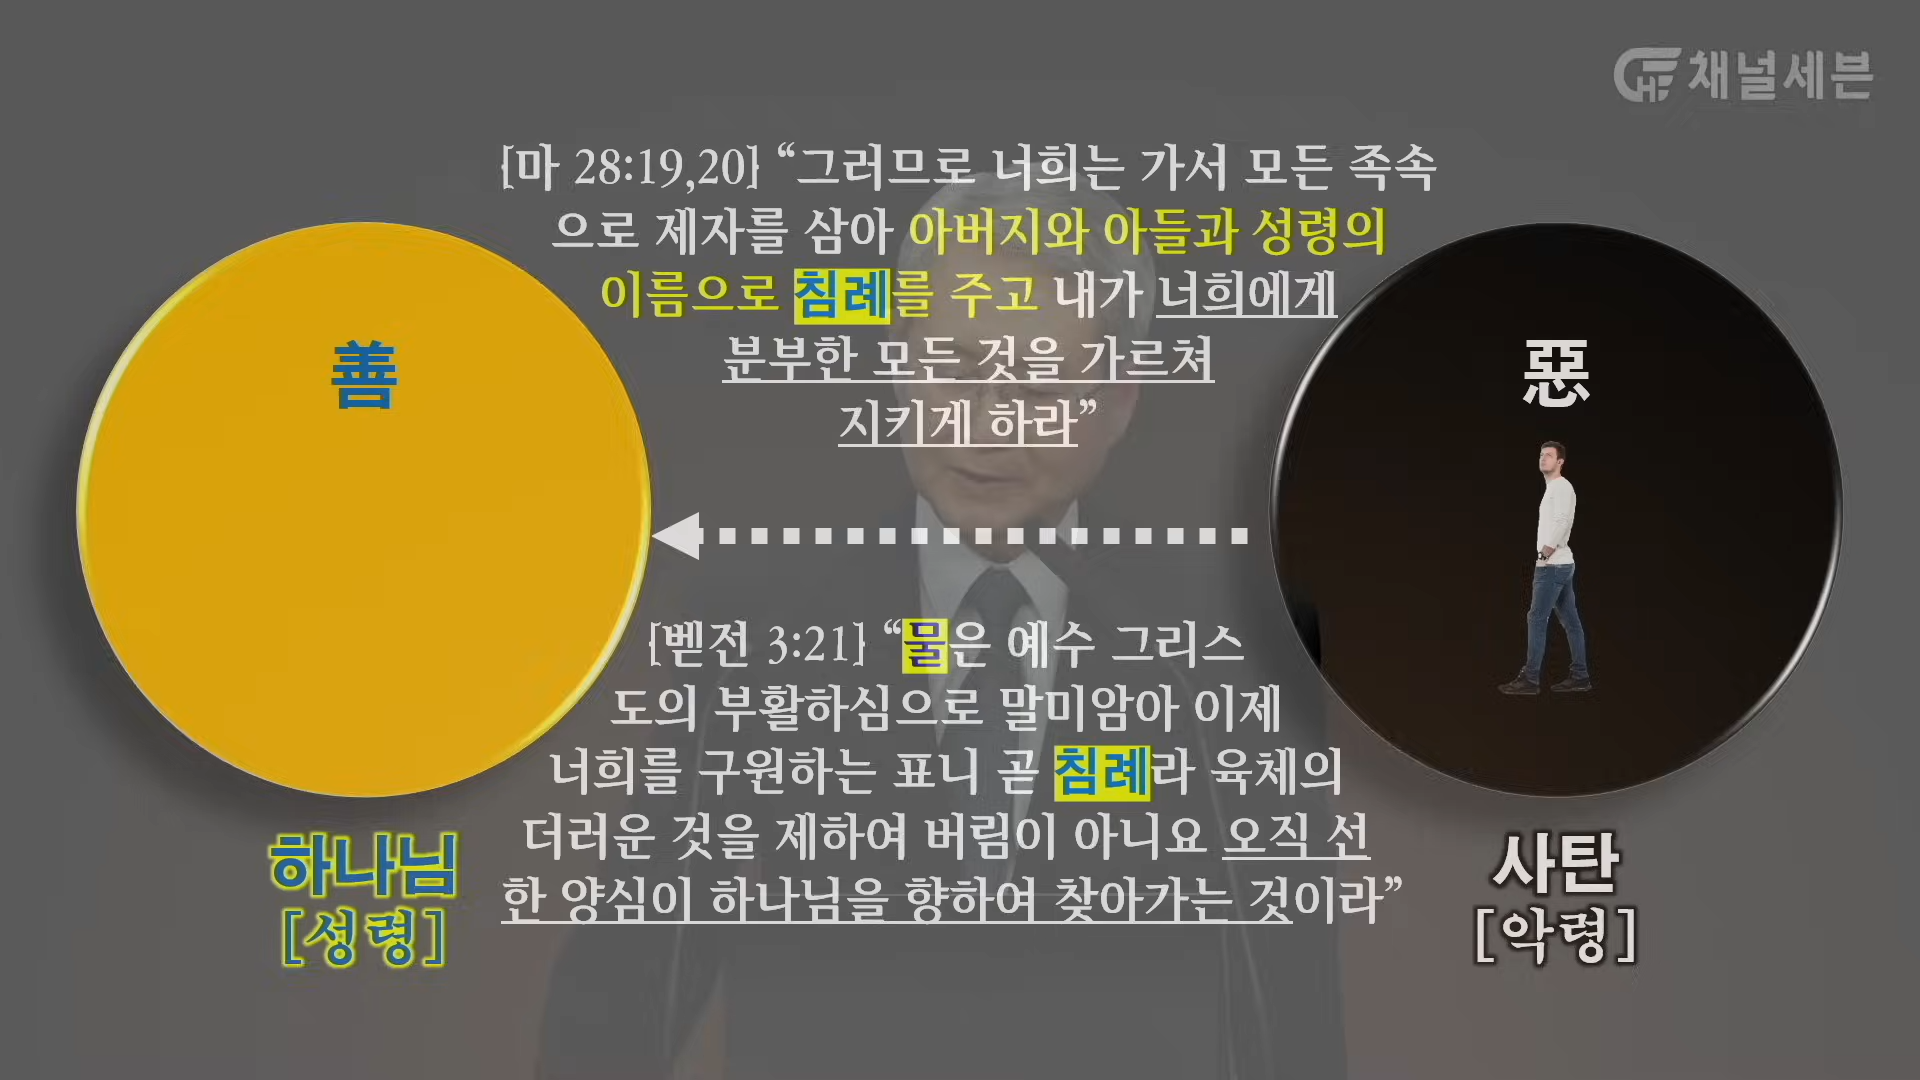 채널세븐
[마 28:19,20] “그러므로 너희는 가서 모든 족속
으로 제자를 삼아 아버지와 아들과 성령의
이름으로 침례를 주고 내가 너희에게
분부한 모든 것을 가르쳐
지키게 하라”
善
惡
[벧전 3:21] “물은 예수 그리스
도의 부활하심으로 말미암아 이제
너희를 구원하는 표니 곧 침례라 육체의
더러운 것을 제하여 버림이 아니요 오직 선
한 양심이 하나님을 향하여 찾아가는 것이라”
하나님
[성령]
사탄
[악령]